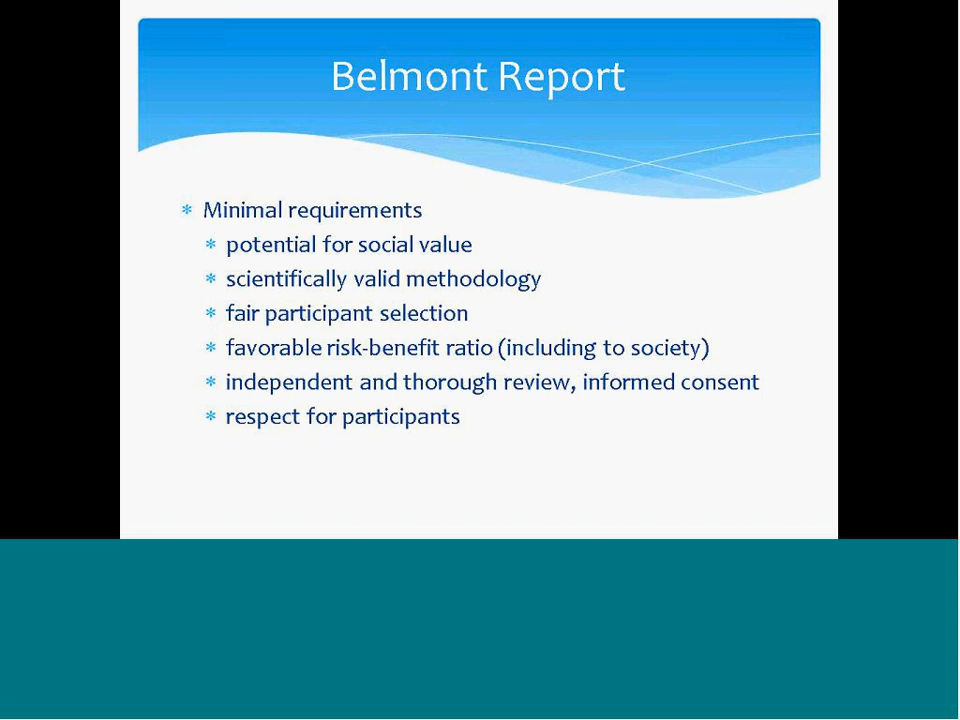 Belmont Report
* Minimal requirements
* potential for social value
* scientifically valid methodology
* fair participant selection
* favorable risk-benefit ratio (including to society)
* independent and thorough review, informed consent
* respect for participants